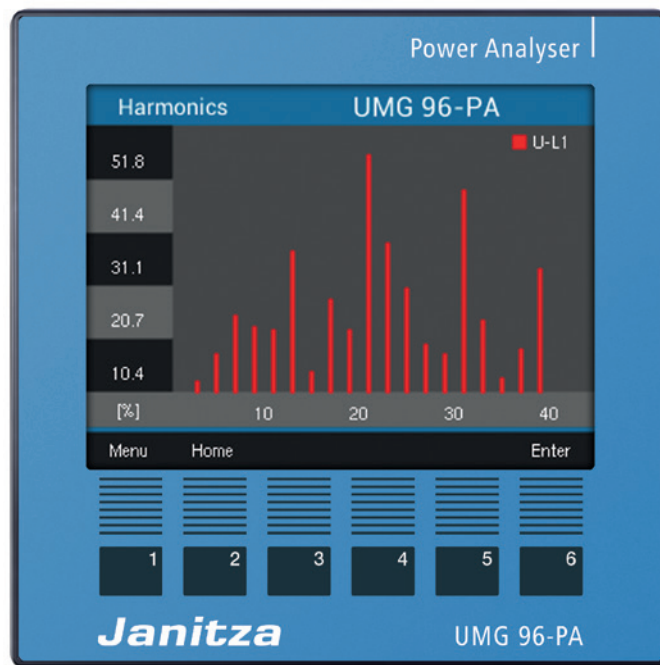 Power Analyser
Harmonics UMG 96-PA
U-L1
51.8
41.4
31.1
20.7
10.4
[%] 10 20 30 40
Menu Home Enter
1 2 3 4 5 6
Janitza UMG 96-PA